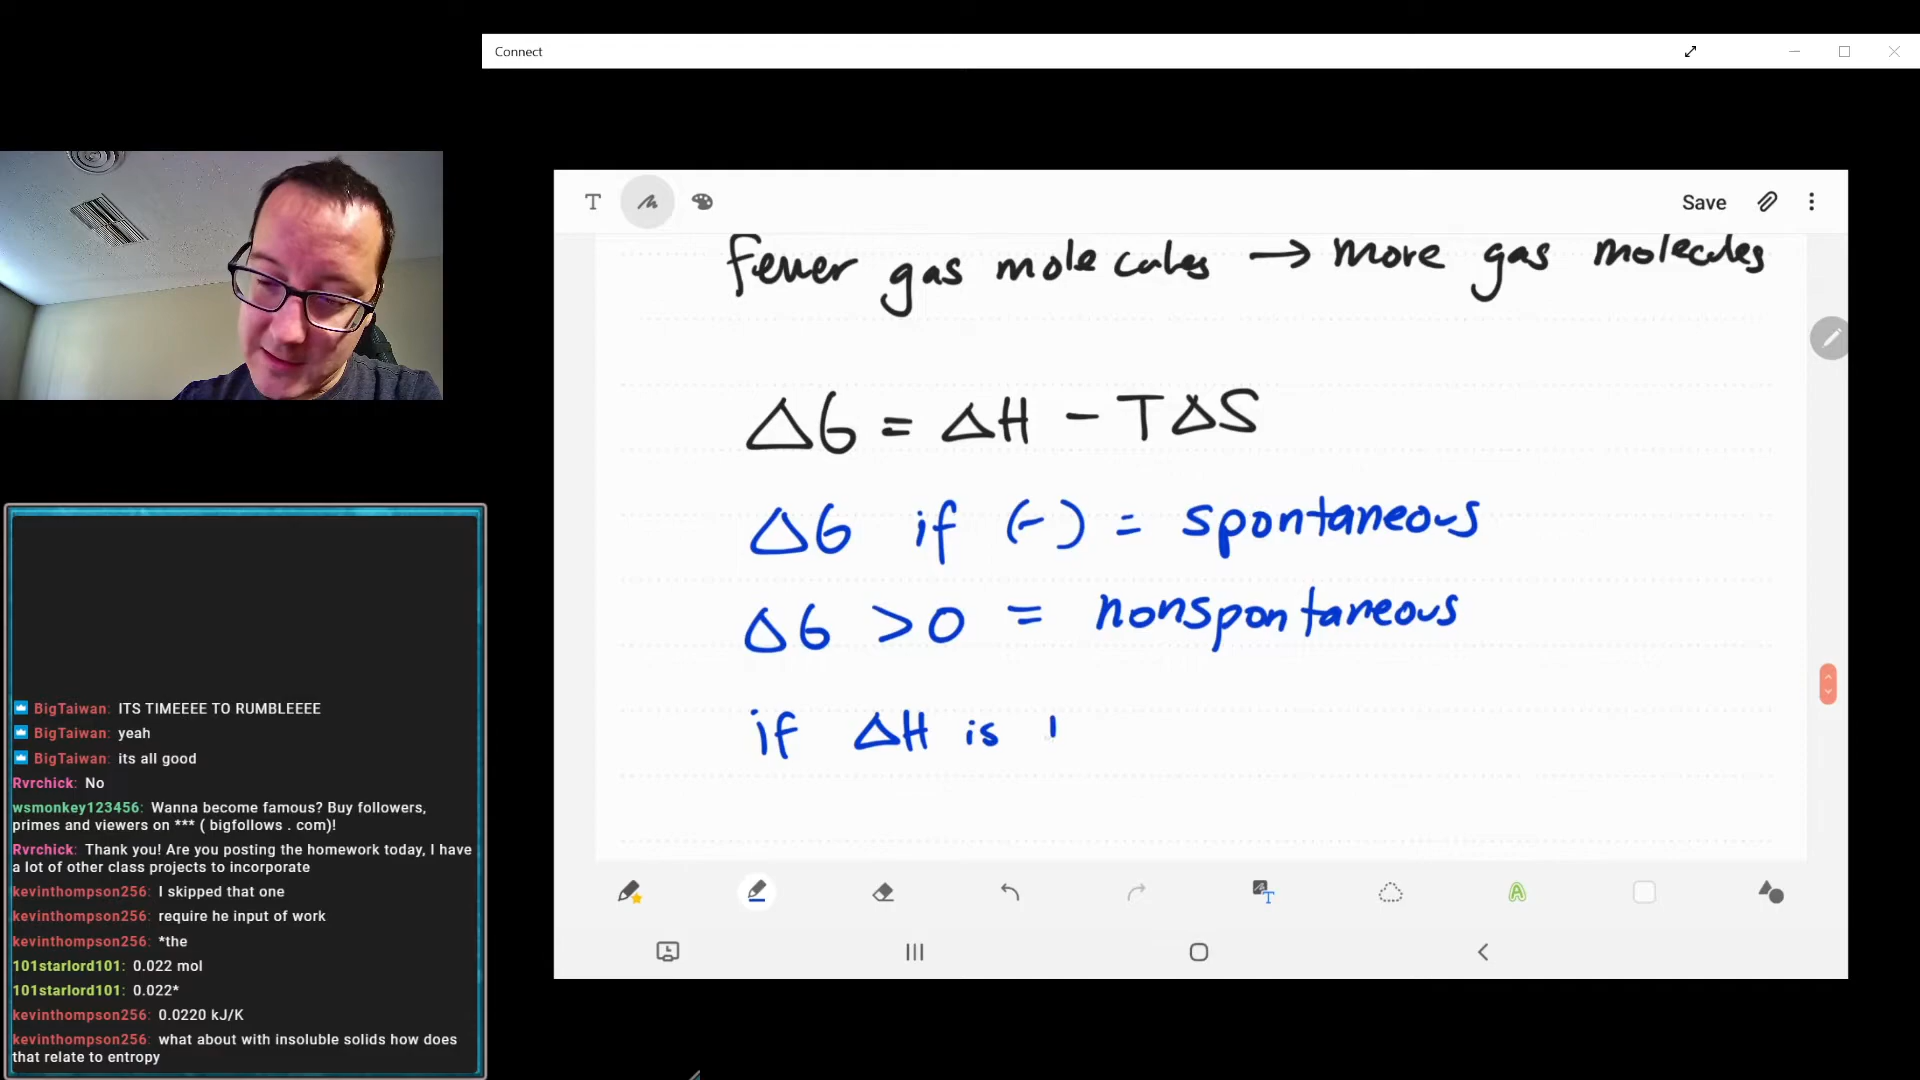 Connect
Save
fewer gas molecules → more gas molecules
ΔG = ΔH - TΔS
ΔG if (-) = spontaneous
ΔG >0 = nonspontaneous
if ΔH is
BigTaiwan: ITS TIMEEEE TO RUMBLEEEE
BigTaiwan: yeah
BigTaiwan: its all good
Rvrchick: No
wsmonkey123456: Wanna become famous? Buy followers,
primes and viewers on *** ( bigfollows . com)!
Rvrchick: Thank you! Are you posting the homework today, I have
a lot of other class projects to incorporate
kevinthompson256: I skipped that one
kevinthompson256: require he input of work
kevinthompson256: *the
101starlord101: 0.022 mol
101starlord101: 0.022*
kevinthompson256: 0.0220 kJ/K
kevinthompson256: what about with insoluble solids how does
that relate to entropy